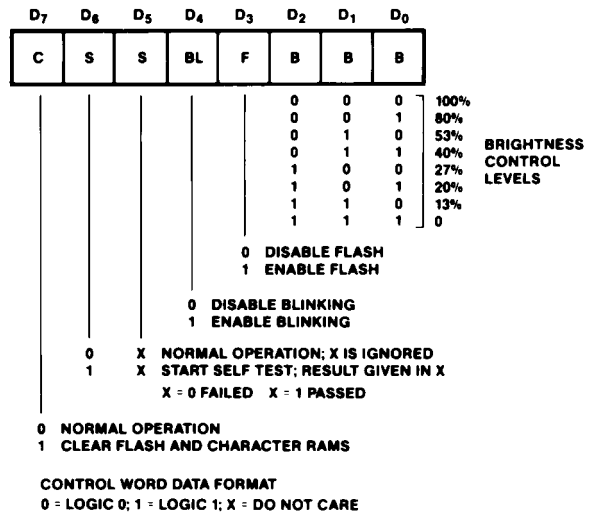 D7 D6 D5 D4 D3 D2 D1 D0
C S S BL F B B B
0 0 0 100%
0 0 1 80%
0 1 0 53%
0 1 1 40%
1 0 0 27%
1 0 1 20%
1 1 0 13%
1 1 1 0
BRIGHTNESS
CONTROL
LEVELS
0 DISABLE FLASH
1 ENABLE FLASH
0 DISABLE BLINKING
1 ENABLE BLINKING
0 X NORMAL OPERATION; X IS IGNORED
1 X START SELF TEST; RESULT GIVEN IN X
X = 0 FAILED X = 1 PASSED
0 NORMAL OPERATION
1 CLEAR FLASH AND CHARACTER RAMS
CONTROL WORD DATA FORMAT
0 = LOGIC 0; 1 = LOGIC 1; X = DO NOT CARE